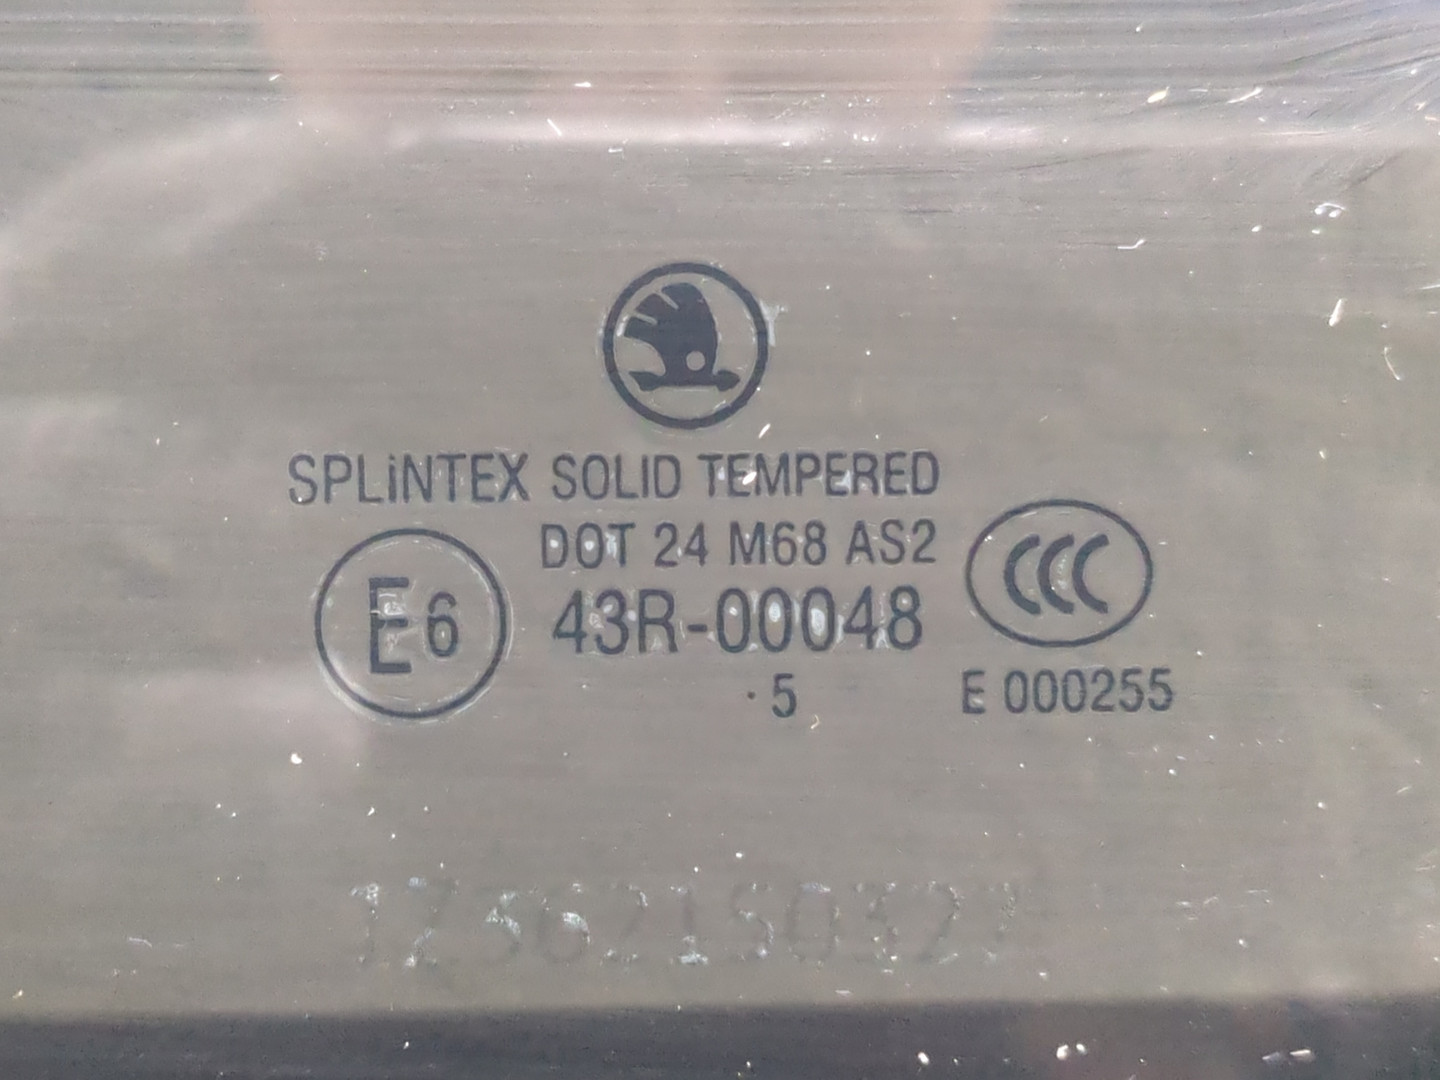 SPLiNTEX SOLID TEMPERED
DOT 24 M68 AS2
E6
43R-00048
CCC
· 5
E 000255